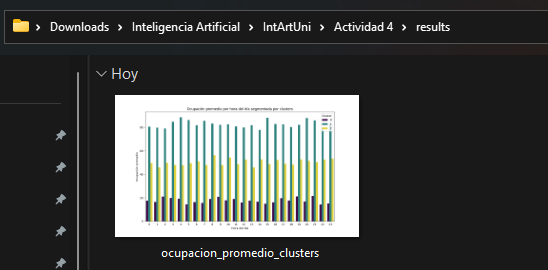 Downloads > Inteligencia Artificial > IntArtUni > Actividad 4 > results
Hoy
Ocupación promedio por hora del día segmentada por clusters
ocupacion_promedio_clusters